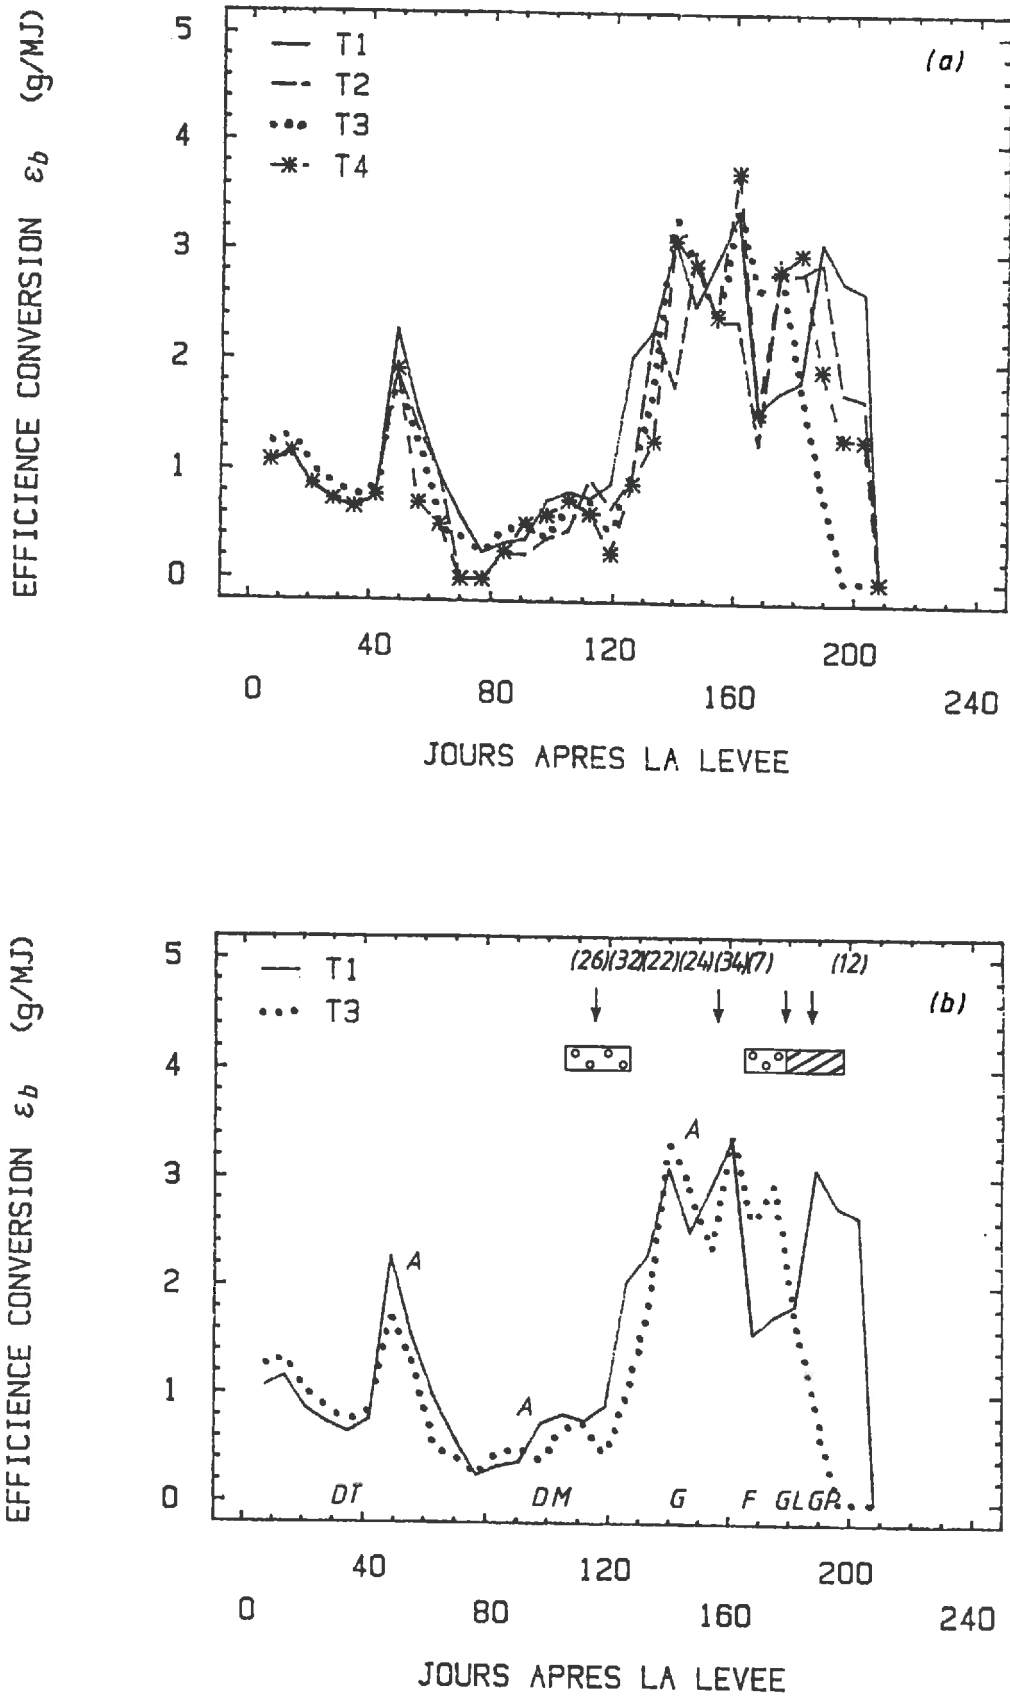 5
4
3
2
1
0
EFFICIENCE CONVERSION εb (g/MJ)
T1
T2
T3
T4
(a)
40 120 200
0 80 160 240
JOURS APRES LA LEVEE
5
4
3
2
1
0
EFFICIENCE CONVERSION εb (g/MJ)
T1
T3
(26)(32)(22)(24)(34)(7) (12)
(b)
A
A
A
DT DM G F GL GP
40 120 200
0 80 160 240
JOURS APRES LA LEVEE